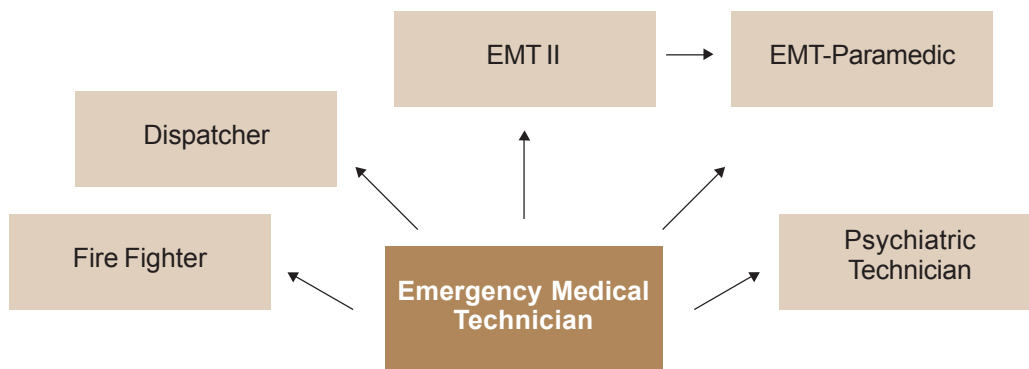 EMT II
EMT-Paramedic
Dispatcher
Fire Fighter
Psychiatric
Technician
Emergency Medical
Technician